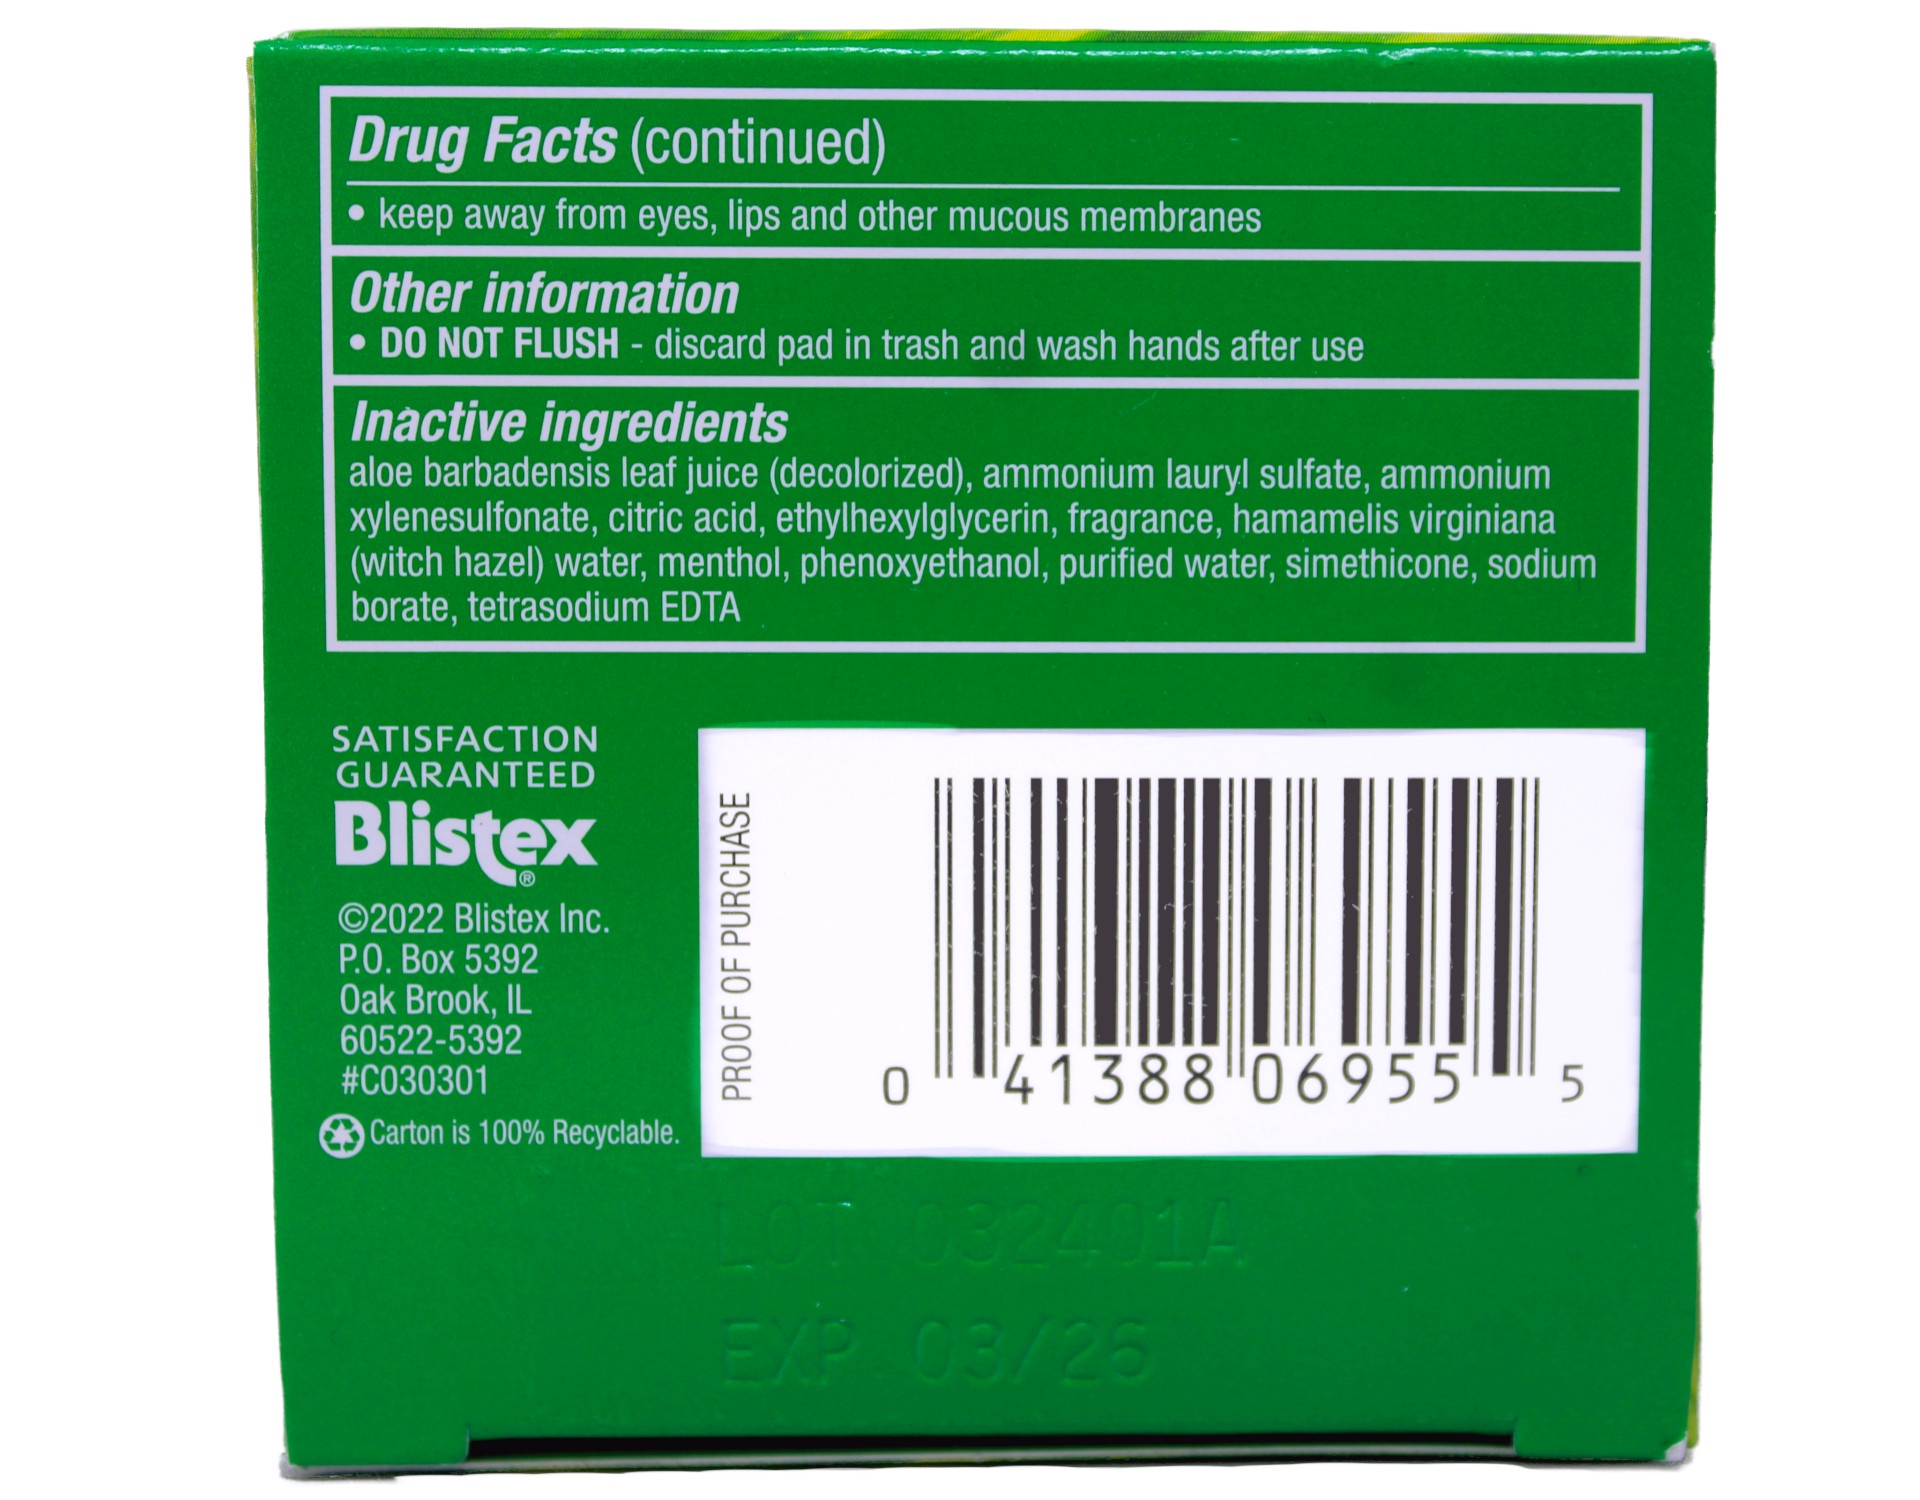 Drug Facts (continued)
• keep away from eyes, lips and other mucous membranes
Other information
• DO NOT FLUSH - discard pad in trash and wash hands after use
Inactive ingredients
aloe barbadensis leaf juice (decolorized), ammonium lauryl sulfate, ammonium
xylenesulfonate, citric acid, ethylhexylglycerin, fragrance, hamamelis virginiana
(witch hazel) water, menthol, phenoxyethanol, purified water, simethicone, sodium
borate, tetrasodium EDTA
SATISFACTION
GUARANTEED
Blistex®
©2022 Blistex Inc.
P.O. Box 5392
Oak Brook, IL
60522-5392
#C030301
Carton is 100% Recyclable.
PROOF OF PURCHASE
0 41388 06955 5
LOT 032401A
EXP 03/26